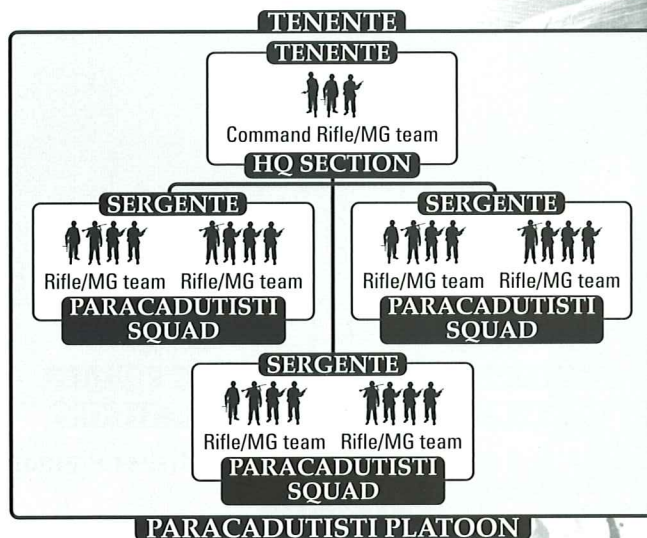 TENENTE
TENENTE
Command Rifle/MG team
HQ SECTION
SERGENTE
SERGENTE
Rifle/MG team Rifle/MG team
Rifle/MG team Rifle/MG team
PARACADUTISTI
SQUAD
PARACADUTISTI
SQUAD
SERGENTE
Rifle/MG team Rifle/MG team
PARACADUTISTI
SQUAD
PARACADUTISTI PLATOON